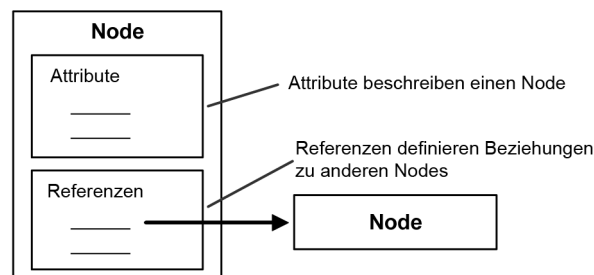 Node
Attribute
Attribute beschreiben einen Node
Referenzen definieren Beziehungen
zu anderen Nodes
Referenzen
Node